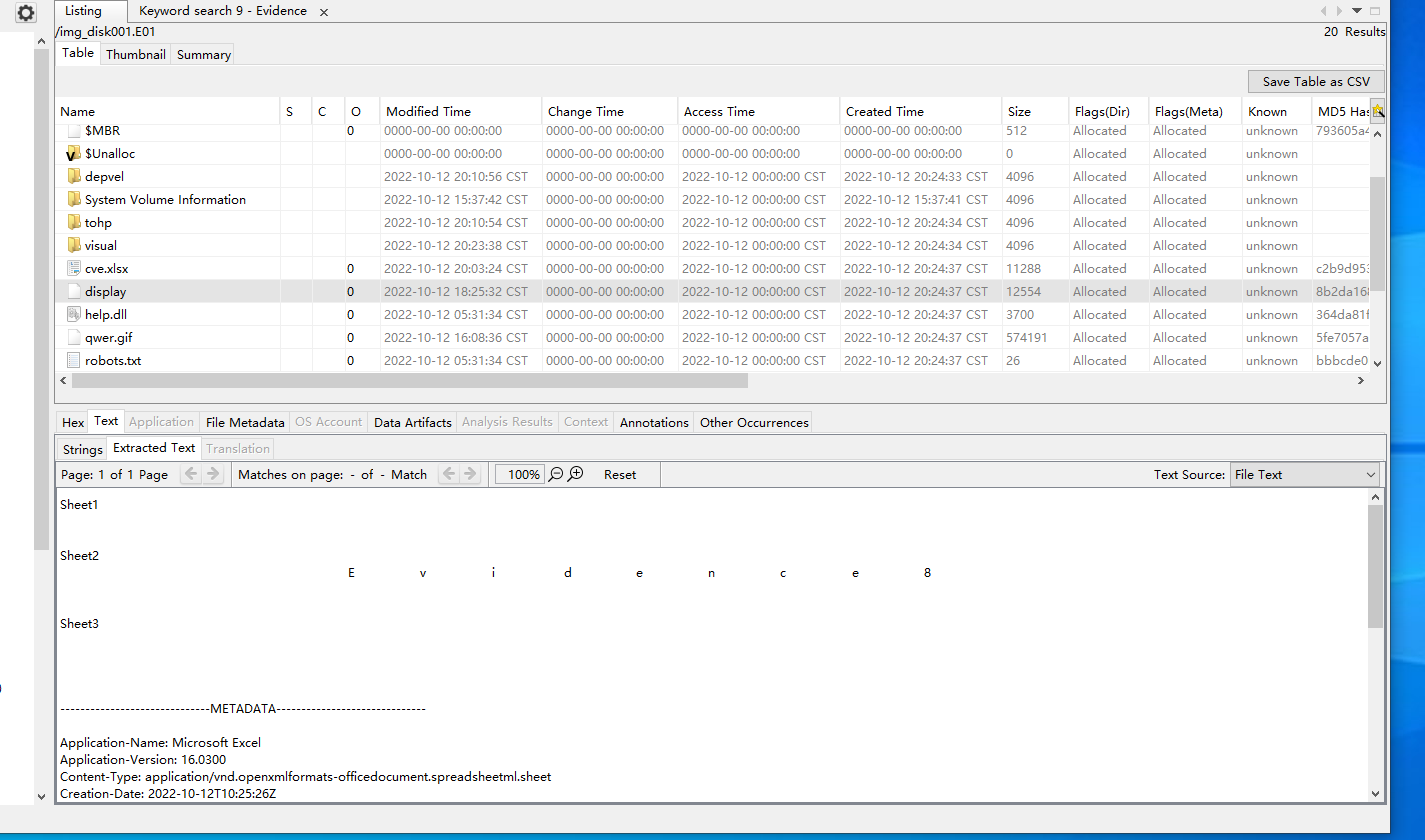 Listing Keyword search 9 - Evidence
/img_disk001.E01 20 Results
Table Thumbnail Summary
Save Table as CSV
Name S C O Modified Time Change Time Access Time Created Time Size Flags(Dir) Flags(Meta) Known MD5 Has
$MBR 0 0000-00-00 00:00:00 0000-00-00 00:00:00 0000-00-00 00:00:00 0000-00-00 00:00:00 512 Allocated Allocated unknown 793605a4
$Unalloc 0000-00-00 00:00:00 0000-00-00 00:00:00 0000-00-00 00:00:00 0000-00-00 00:00:00 0 Allocated Allocated unknown
depvel 2022-10-12 20:10:56 CST 0000-00-00 00:00:00 2022-10-12 00:00:00 CST 2022-10-12 20:24:33 CST 4096 Allocated Allocated unknown
System Volume Information 2022-10-12 15:37:42 CST 0000-00-00 00:00:00 2022-10-12 00:00:00 CST 2022-10-12 15:37:41 CST 4096 Allocated Allocated unknown
tohp 2022-10-12 20:10:54 CST 0000-00-00 00:00:00 2022-10-12 00:00:00 CST 2022-10-12 20:24:34 CST 4096 Allocated Allocated unknown
visual 2022-10-12 20:23:38 CST 0000-00-00 00:00:00 2022-10-12 00:00:00 CST 2022-10-12 20:24:34 CST 4096 Allocated Allocated unknown
cve.xlsx 0 2022-10-12 20:03:24 CST 0000-00-00 00:00:00 2022-10-12 00:00:00 CST 2022-10-12 20:24:37 CST 11288 Allocated Allocated unknown c2b9d953
display 0 2022-10-12 18:25:32 CST 0000-00-00 00:00:00 2022-10-12 00:00:00 CST 2022-10-12 20:24:37 CST 12554 Allocated Allocated unknown 8b2da168
help.dll 0 2022-10-12 05:31:34 CST 0000-00-00 00:00:00 2022-10-12 00:00:00 CST 2022-10-12 20:24:37 CST 3700 Allocated Allocated unknown 364da81f
qwer.gif 0 2022-10-12 16:08:36 CST 0000-00-00 00:00:00 2022-10-12 00:00:00 CST 2022-10-12 20:24:37 CST 574191 Allocated Allocated unknown 5fe7057a
robots.txt 0 2022-10-12 05:31:34 CST 0000-00-00 00:00:00 2022-10-12 00:00:00 CST 2022-10-12 20:24:37 CST 26 Allocated Allocated unknown bbbcde0
Hex Text Application File Metadata OS Account Data Artifacts Analysis Results Context Annotations Other Occurrences
Strings Extracted Text Translation
Page: 1 of 1 Page Matches on page: - of - Match 100% Reset Text Source: File Text
Sheet1
Sheet2
E v i d e n c e 8
Sheet3
------------------------------METADATA------------------------------
Application-Name: Microsoft Excel
Application-Version: 16.0300
Content-Type: application/vnd.openxmlformats-officedocument.spreadsheetml.sheet
Creation-Date: 2022-10-12T10:25:26Z